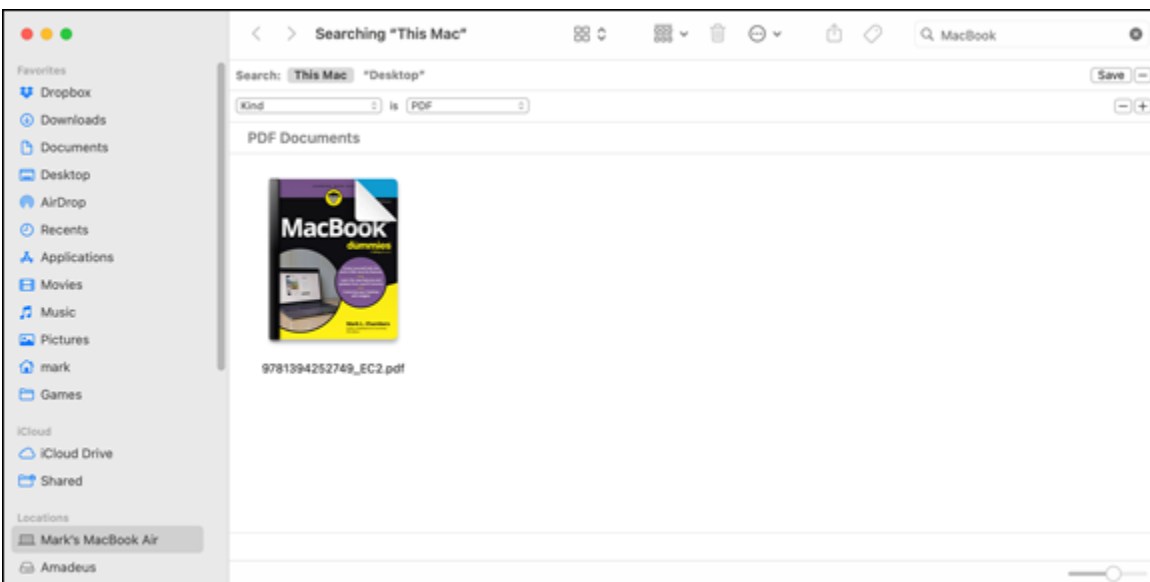 Searching "This Mac"
MacBook
Favorites
Dropbox
Downloads
Documents
Desktop
AirDrop
Recents
Applications
Movies
Music
Pictures
mark
Games
iCloud
iCloud Drive
Shared
Locations
Mark's MacBook Air
Amadeus
Search: This Mac "Desktop"
Save
Kind is PDF
PDF Documents
MacBook
dummies
Mark L. Chambers
9781394252749_EC2.pdf